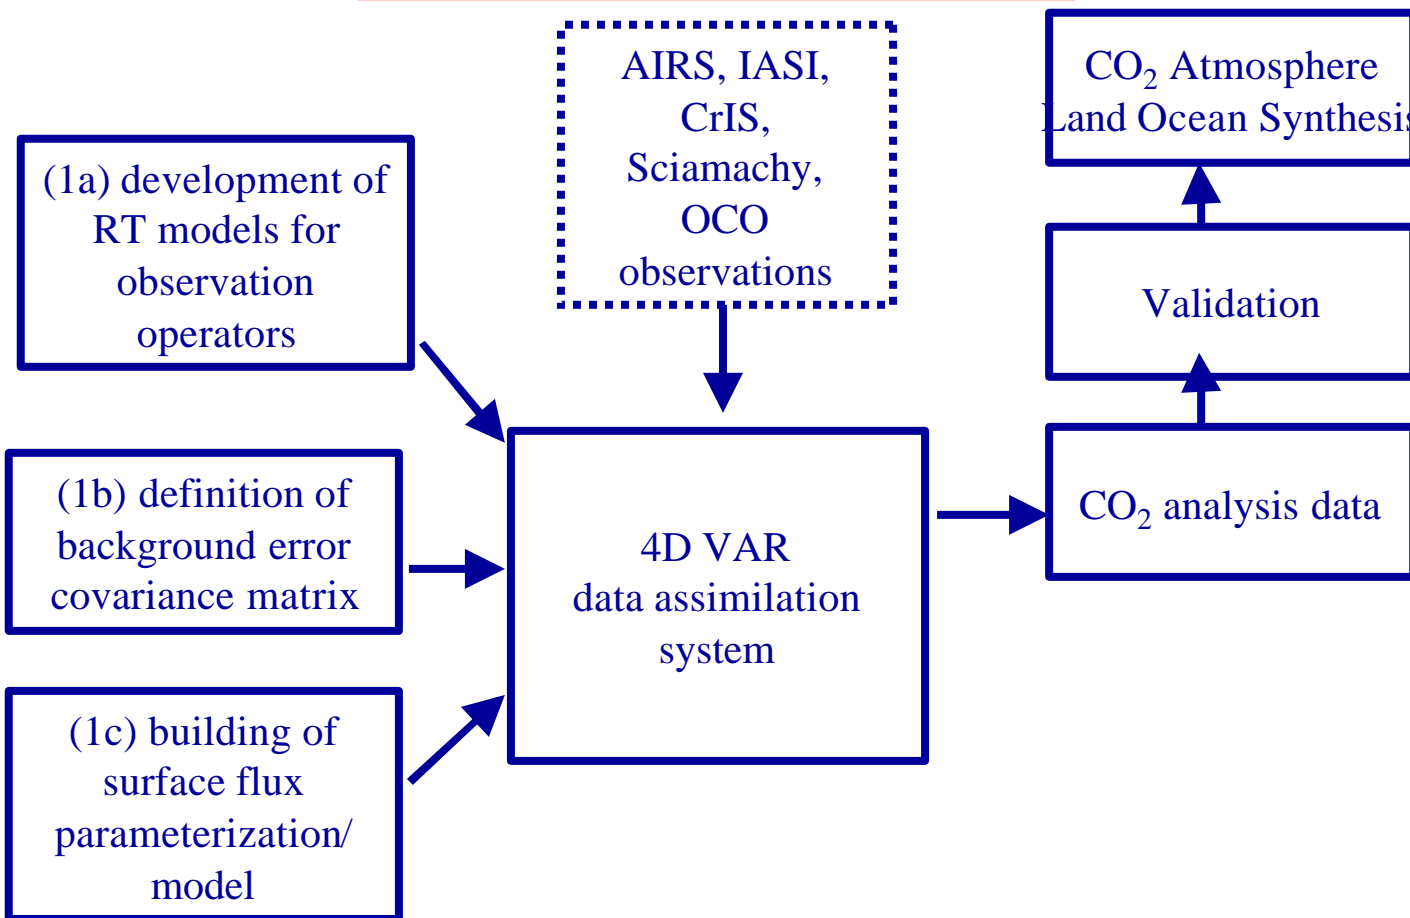 (1a) development of
RT models for
observation
operators
(1b) definition of
background error
covariance matrix
(1c) building of
surface flux
parameterization/
model
AIRS, IASI,
CrIS,
Sciamachy,
OCO
observations
4D VAR
data assimilation
system
CO₂ Atmosphere
Land Ocean Synthesis
Validation
CO₂ analysis data